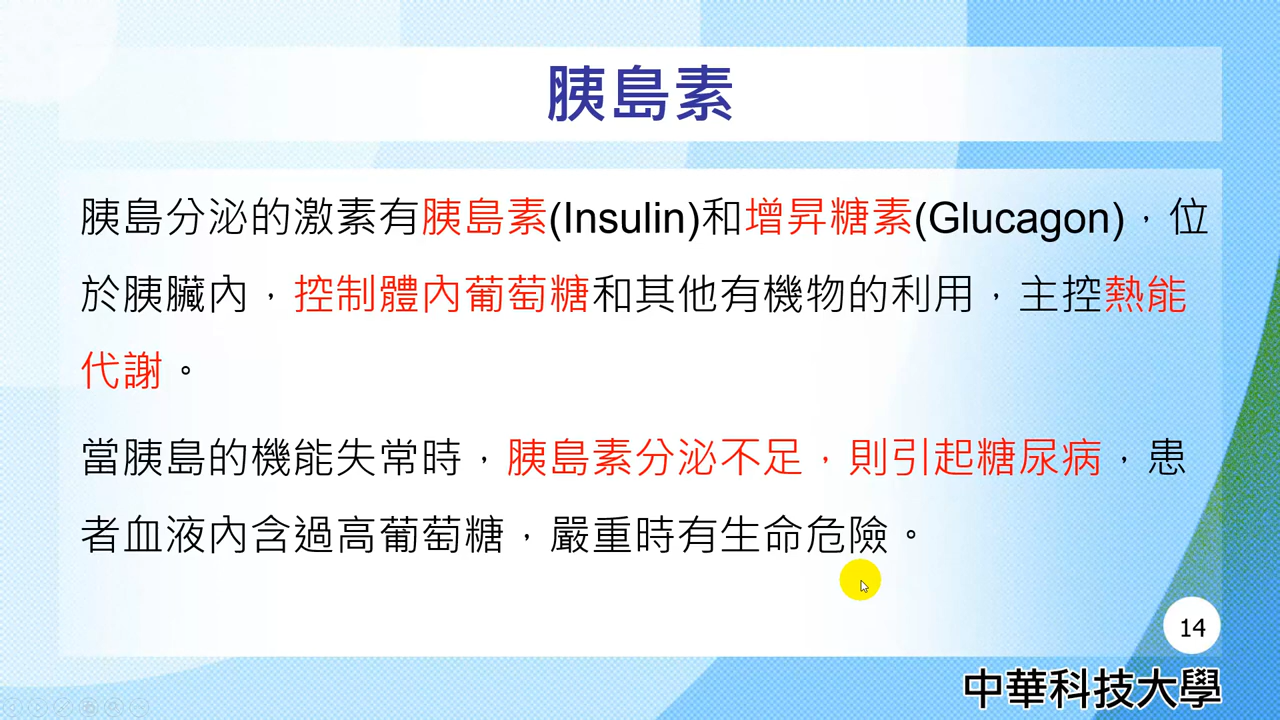 胰島素
胰島分泌的激素有胰島素(Insulin)和增昇糖素(Glucagon)，位
於胰臟內，控制體內葡萄糖和其他有機物的利用，主控熱能
代謝。
當胰島的機能失常時，胰島素分泌不足，則引起糖尿病，患
者血液內含過高葡萄糖，嚴重時有生命危險。
14
中華科技大學